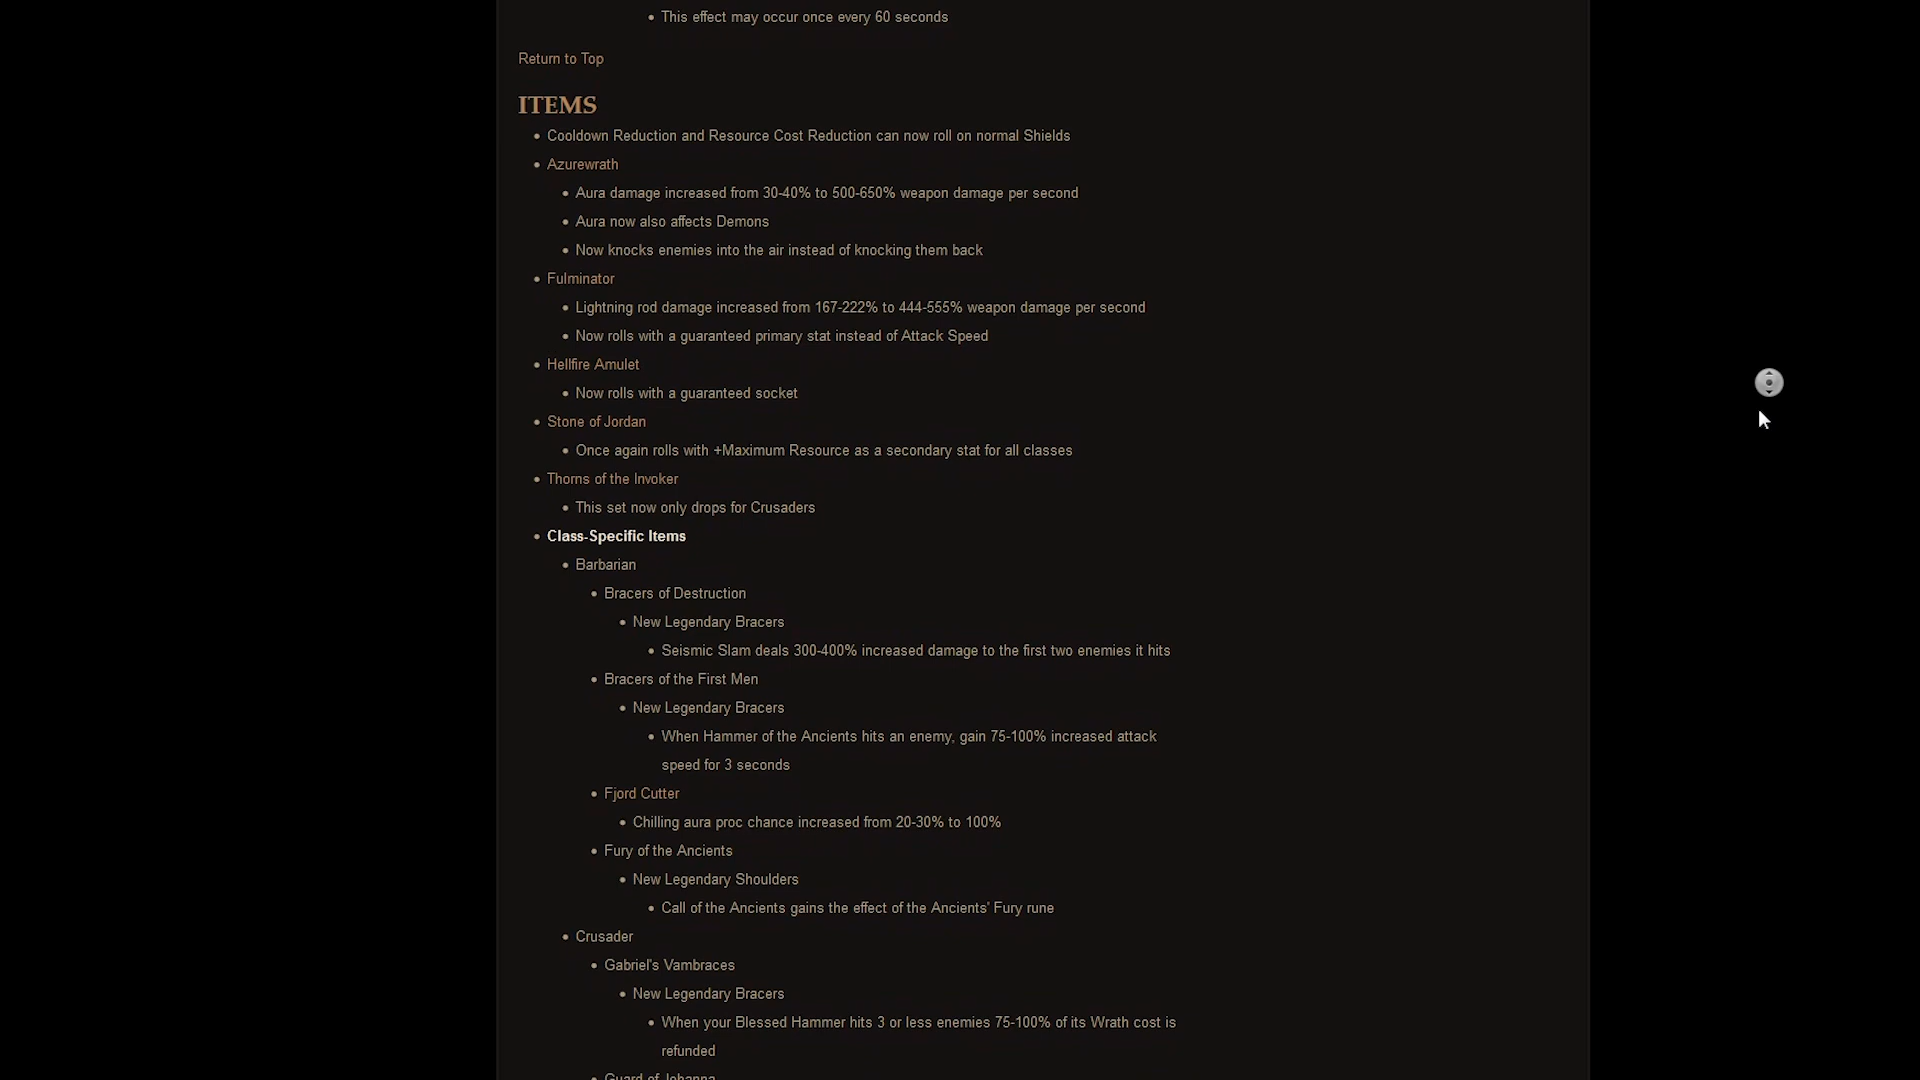 This effect may occur once every 60 seconds
Return to Top
ITEMS
Cooldown Reduction and Resource Cost Reduction can now roll on normal Shields
Azurewrath
Aura damage increased from 30-40% to 500-650% weapon damage per second
Aura now also affects Demons
Now knocks enemies into the air instead of knocking them back
Fulminator
Lightning rod damage increased from 167-222% to 444-555% weapon damage per second
Now rolls with a guaranteed primary stat instead of Attack Speed
Hellfire Amulet
Now rolls with a guaranteed socket
Stone of Jordan
Once again rolls with +Maximum Resource as a secondary stat for all classes
Thorns of the Invoker
This set now only drops for Crusaders
Class-Specific Items
Barbarian
Bracers of Destruction
New Legendary Bracers
Seismic Slam deals 300-400% increased damage to the first two enemies it hits
Bracers of the First Men
New Legendary Bracers
When Hammer of the Ancients hits an enemy, gain 75-100% increased attack
speed for 3 seconds
Fjord Cutter
Chilling aura proc chance increased from 20-30% to 100%
Fury of the Ancients
New Legendary Shoulders
Call of the Ancients gains the effect of the Ancients' Fury rune
Crusader
Gabriel's Vambraces
New Legendary Bracers
When your Blessed Hammer hits 3 or less enemies 75-100% of its Wrath cost is
refunded
Guard of Johanna